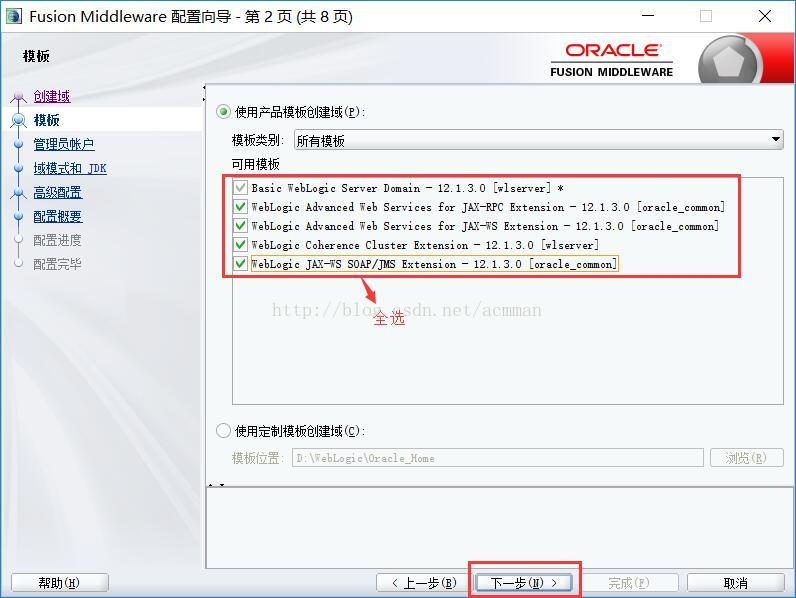 Fusion Middleware 配置向导 - 第 2 页 (共 8 页)
模板
ORACLE
FUSION MIDDLEWARE
创建域
模板
管理员帐户
域模式和 JDK
高级配置
配置概要
配置进度
配置完毕
使用产品模板创建域(P):
模板类别: 所有模板
可用模板
Basic WebLogic Server Domain - 12.1.3.0 [wlserver] *
WebLogic Advanced Web Services for JAX-RPC Extension - 12.1.3.0 [oracle_common]
WebLogic Advanced Web Services for JAX-WS Extension - 12.1.3.0 [oracle_common]
WebLogic Coherence Cluster Extension - 12.1.3.0 [wlserver]
WebLogic JAX-WS SOAP/JMS Extension - 12.1.3.0 [oracle_common]
http://blog.csdn.net/acmman
全选
使用定制模板创建域(C):
模板位置: D:\WebLogic\Oracle_Home 浏览(R)
帮助(H) < 上一步(B) 下一步(N) > 完成(F) 取消